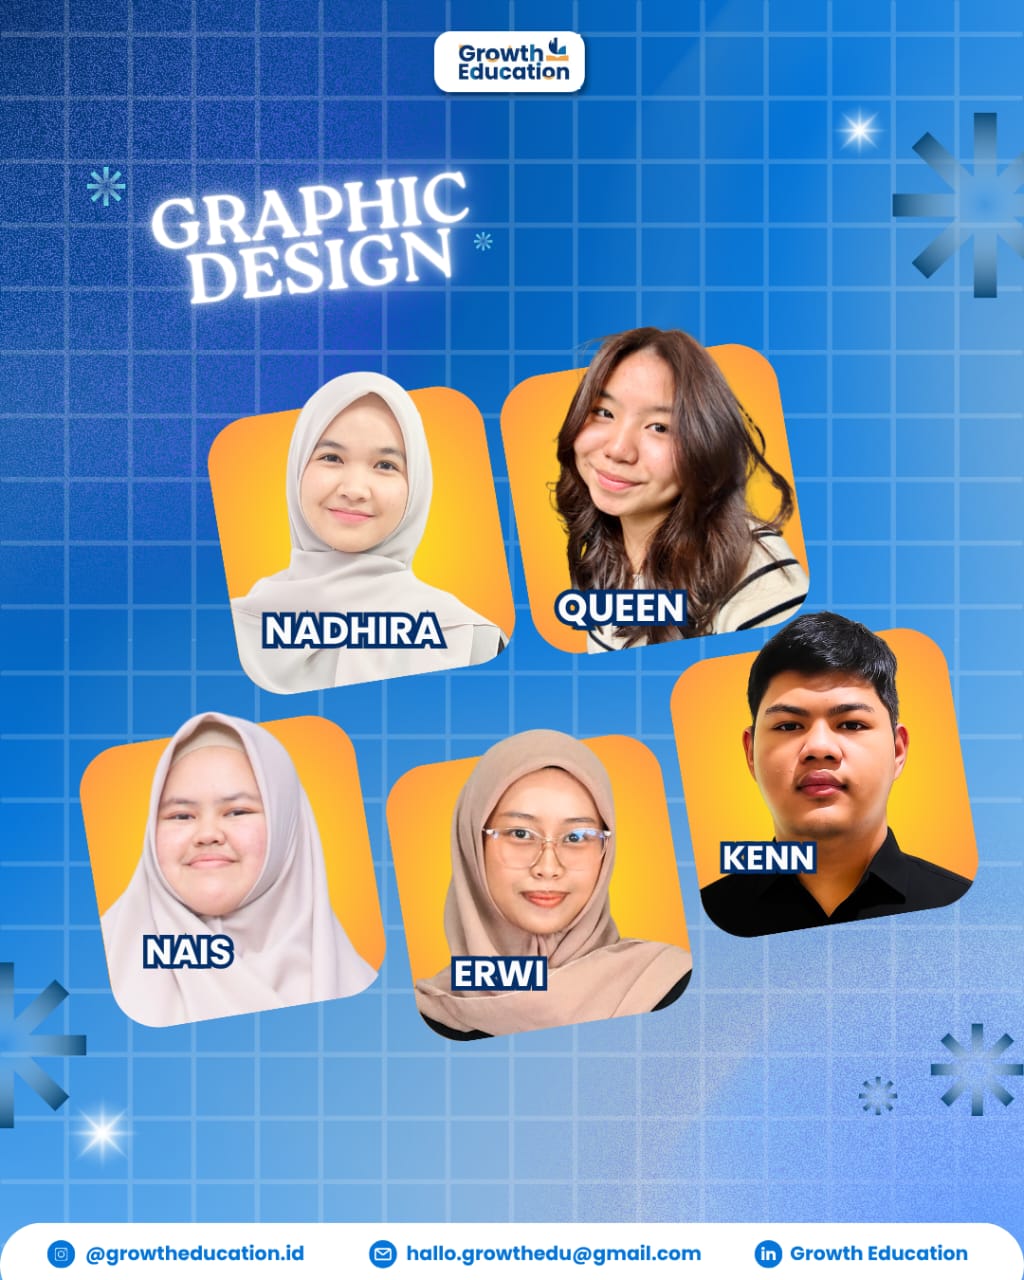 Growth
Education
GRAPHIC
DESIGN
NADHIRA
QUEEN
KENN
NAIS
ERWI
@growtheducation.id
hallo.growthedu@gmail.com
Growth Education